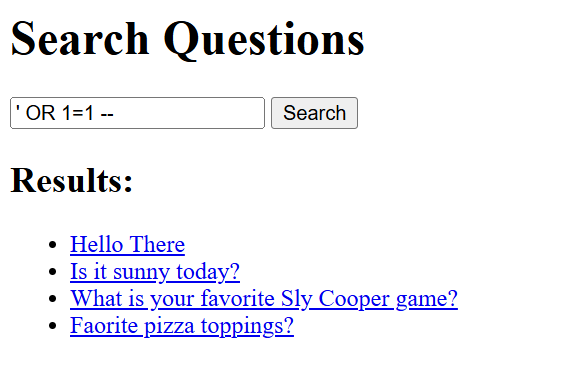 Search Questions
' OR 1=1 -- Search
Results:
Hello There
Is it sunny today?
What is your favorite Sly Cooper game?
Faorite pizza toppings?